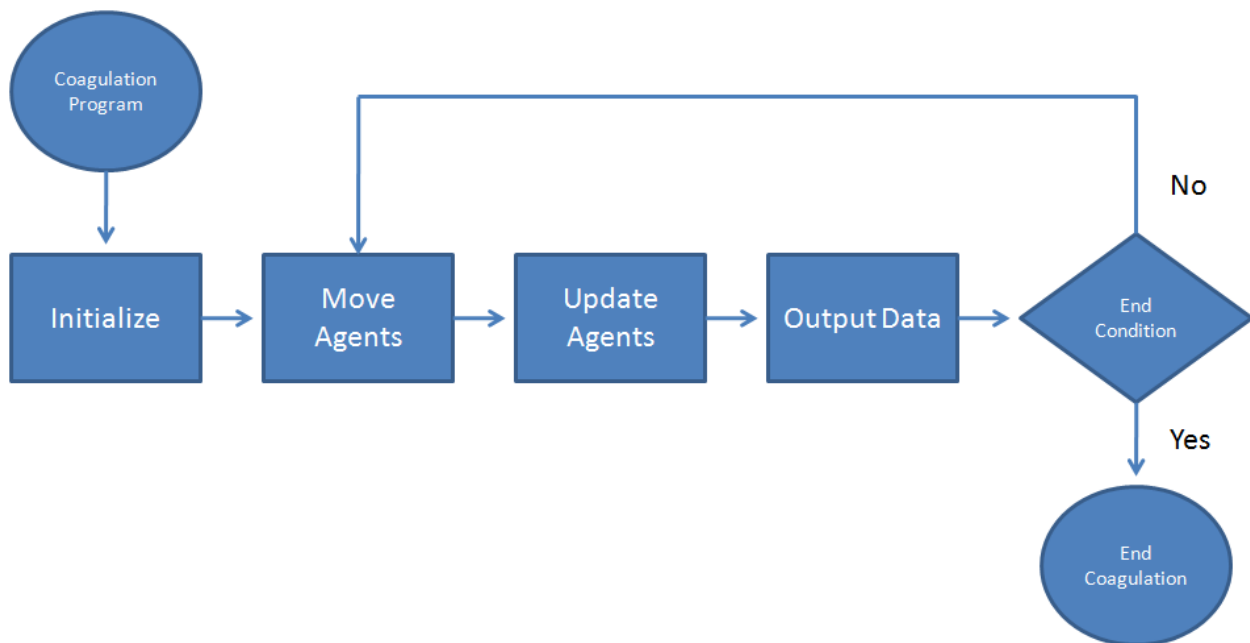 Coagulation
Program
Initialize
Move
Agents
Update
Agents
Output Data
End
Condition
No
Yes
End
Coagulation